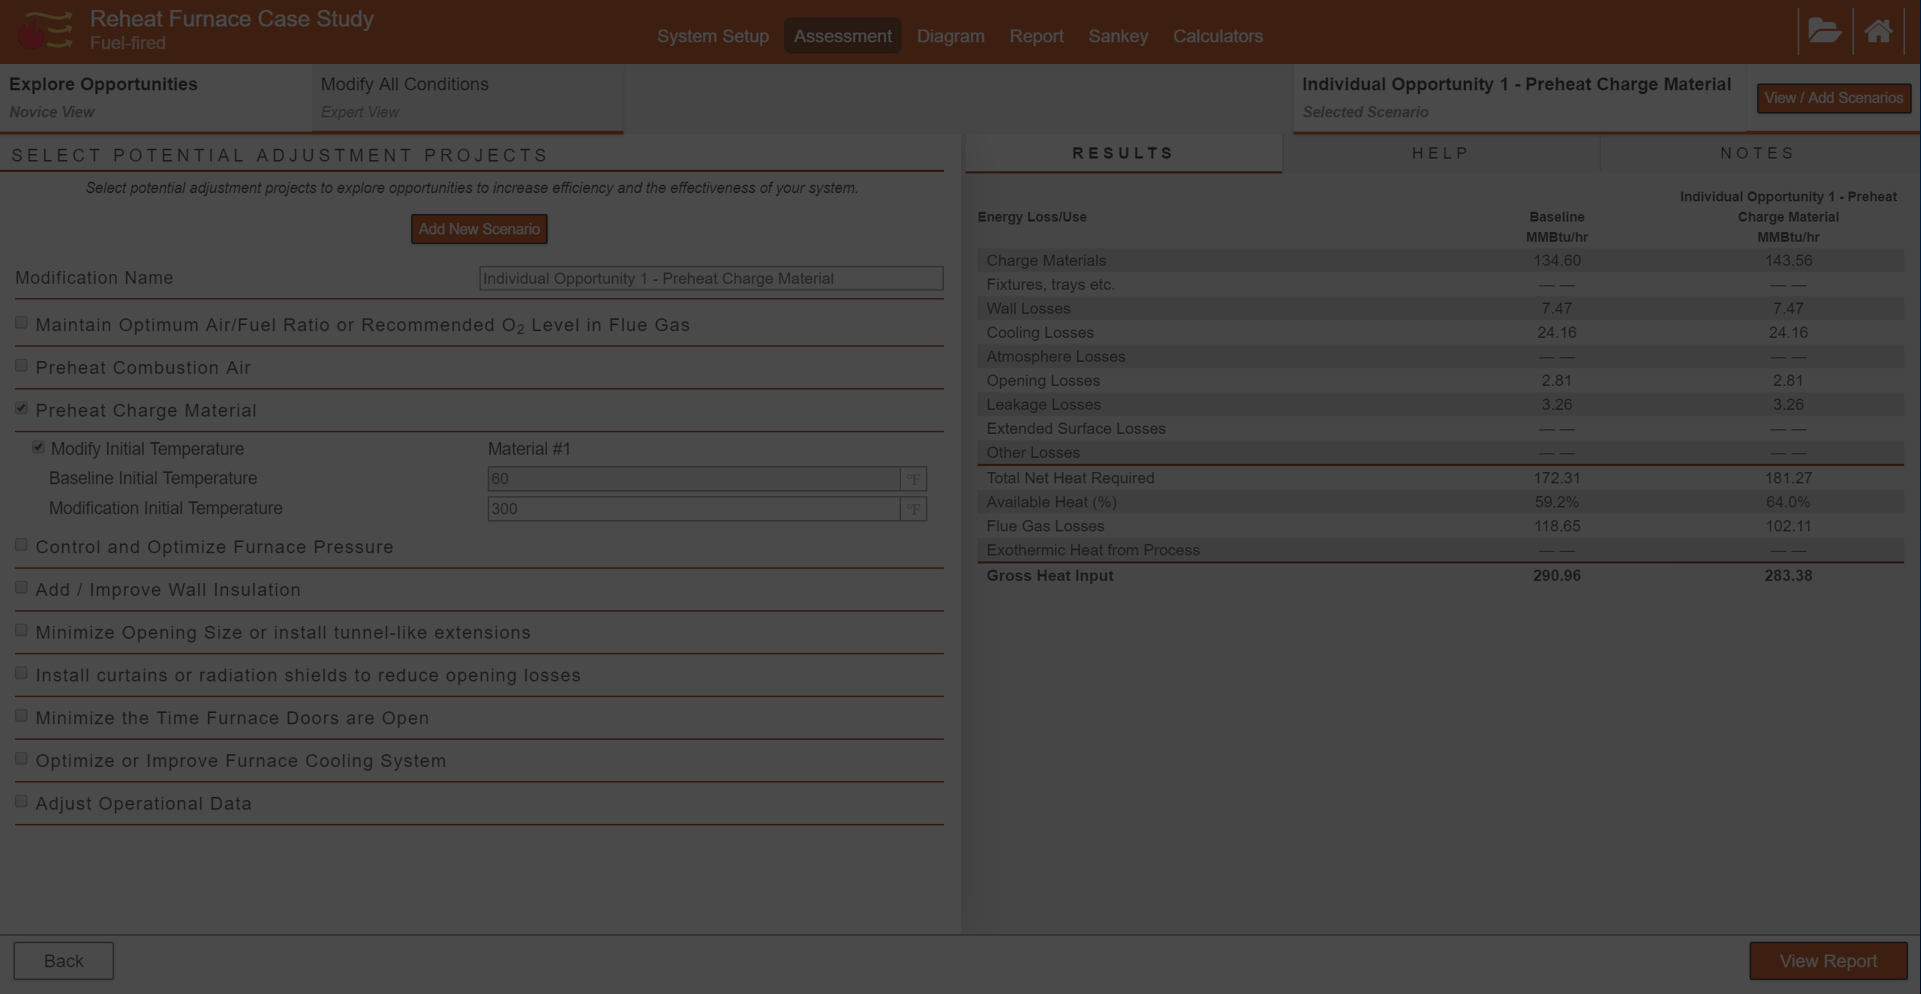 Reheat Furnace Case Study
Fuel-fired
System Setup Assessment Diagram Report Sankey Calculators
Explore Opportunities
Novice View
Modify All Conditions
Expert View
Individual Opportunity 1 - Preheat Charge Material
Selected Scenario
View / Add Scenarios
SELECT POTENTIAL ADJUSTMENT PROJECTS
Select potential adjustment projects to explore opportunities to increase efficiency and the effectiveness of your system.
Add New Scenario
Modification Name Individual Opportunity 1 - Preheat Charge Material
Maintain Optimum Air/Fuel Ratio or Recommended O2 Level in Flue Gas
Preheat Combustion Air
Preheat Charge Material
Modify Initial Temperature Material #1
Baseline Initial Temperature 60 °F
Modification Initial Temperature 300 °F
Control and Optimize Furnace Pressure
Add / Improve Wall Insulation
Minimize Opening Size or install tunnel-like extensions
Install curtains or radiation shields to reduce opening losses
Minimize the Time Furnace Doors are Open
Optimize or Improve Furnace Cooling System
Adjust Operational Data
RESULTS HELP NOTES
Individual Opportunity 1 - Preheat
Energy Loss/Use Baseline Charge Material
MMBtu/hr MMBtu/hr
Charge Materials 134.60 143.56
Fixtures, trays etc. — — — —
Wall Losses 7.47 7.47
Cooling Losses 24.16 24.16
Atmosphere Losses — — — —
Opening Losses 2.81 2.81
Leakage Losses 3.26 3.26
Extended Surface Losses — — — —
Other Losses — — — —
Total Net Heat Required 172.31 181.27
Available Heat (%) 59.2% 64.0%
Flue Gas Losses 118.65 102.11
Exothermic Heat from Process — — — —
Gross Heat Input 290.96 283.38
Back
View Report